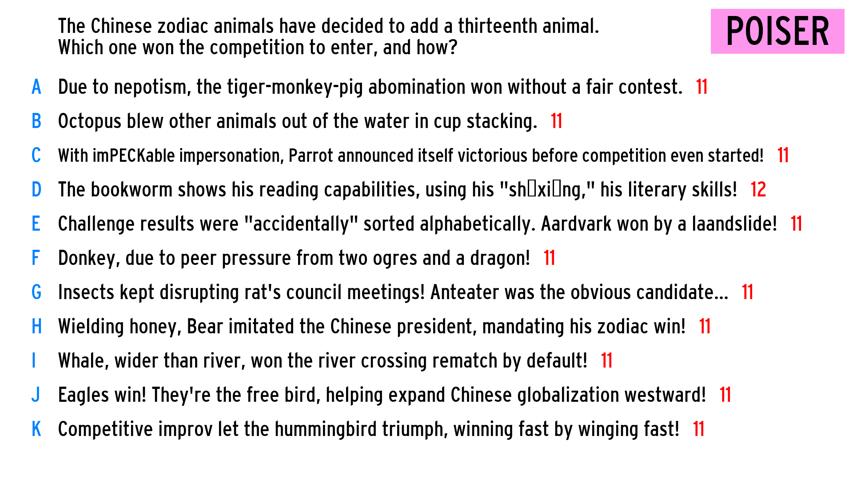 The Chinese zodiac animals have decided to add a thirteenth animal.
Which one won the competition to enter, and how?
POISER
A Due to nepotism, the tiger-monkey-pig abomination won without a fair contest. 11
B Octopus blew other animals out of the water in cup stacking. 11
C With imPECKable impersonation, Parrot announced itself victorious before competition even started! 11
D The bookworm shows his reading capabilities, using his "sh▯xi▯ng," his literary skills! 12
E Challenge results were "accidentally" sorted alphabetically. Aardvark won by a laandslide! 11
F Donkey, due to peer pressure from two ogres and a dragon! 11
G Insects kept disrupting rat's council meetings! Anteater was the obvious candidate... 11
H Wielding honey, Bear imitated the Chinese president, mandating his zodiac win! 11
I Whale, wider than river, won the river crossing rematch by default! 11
J Eagles win! They're the free bird, helping expand Chinese globalization westward! 11
K Competitive improv let the hummingbird triumph, winning fast by winging fast! 11